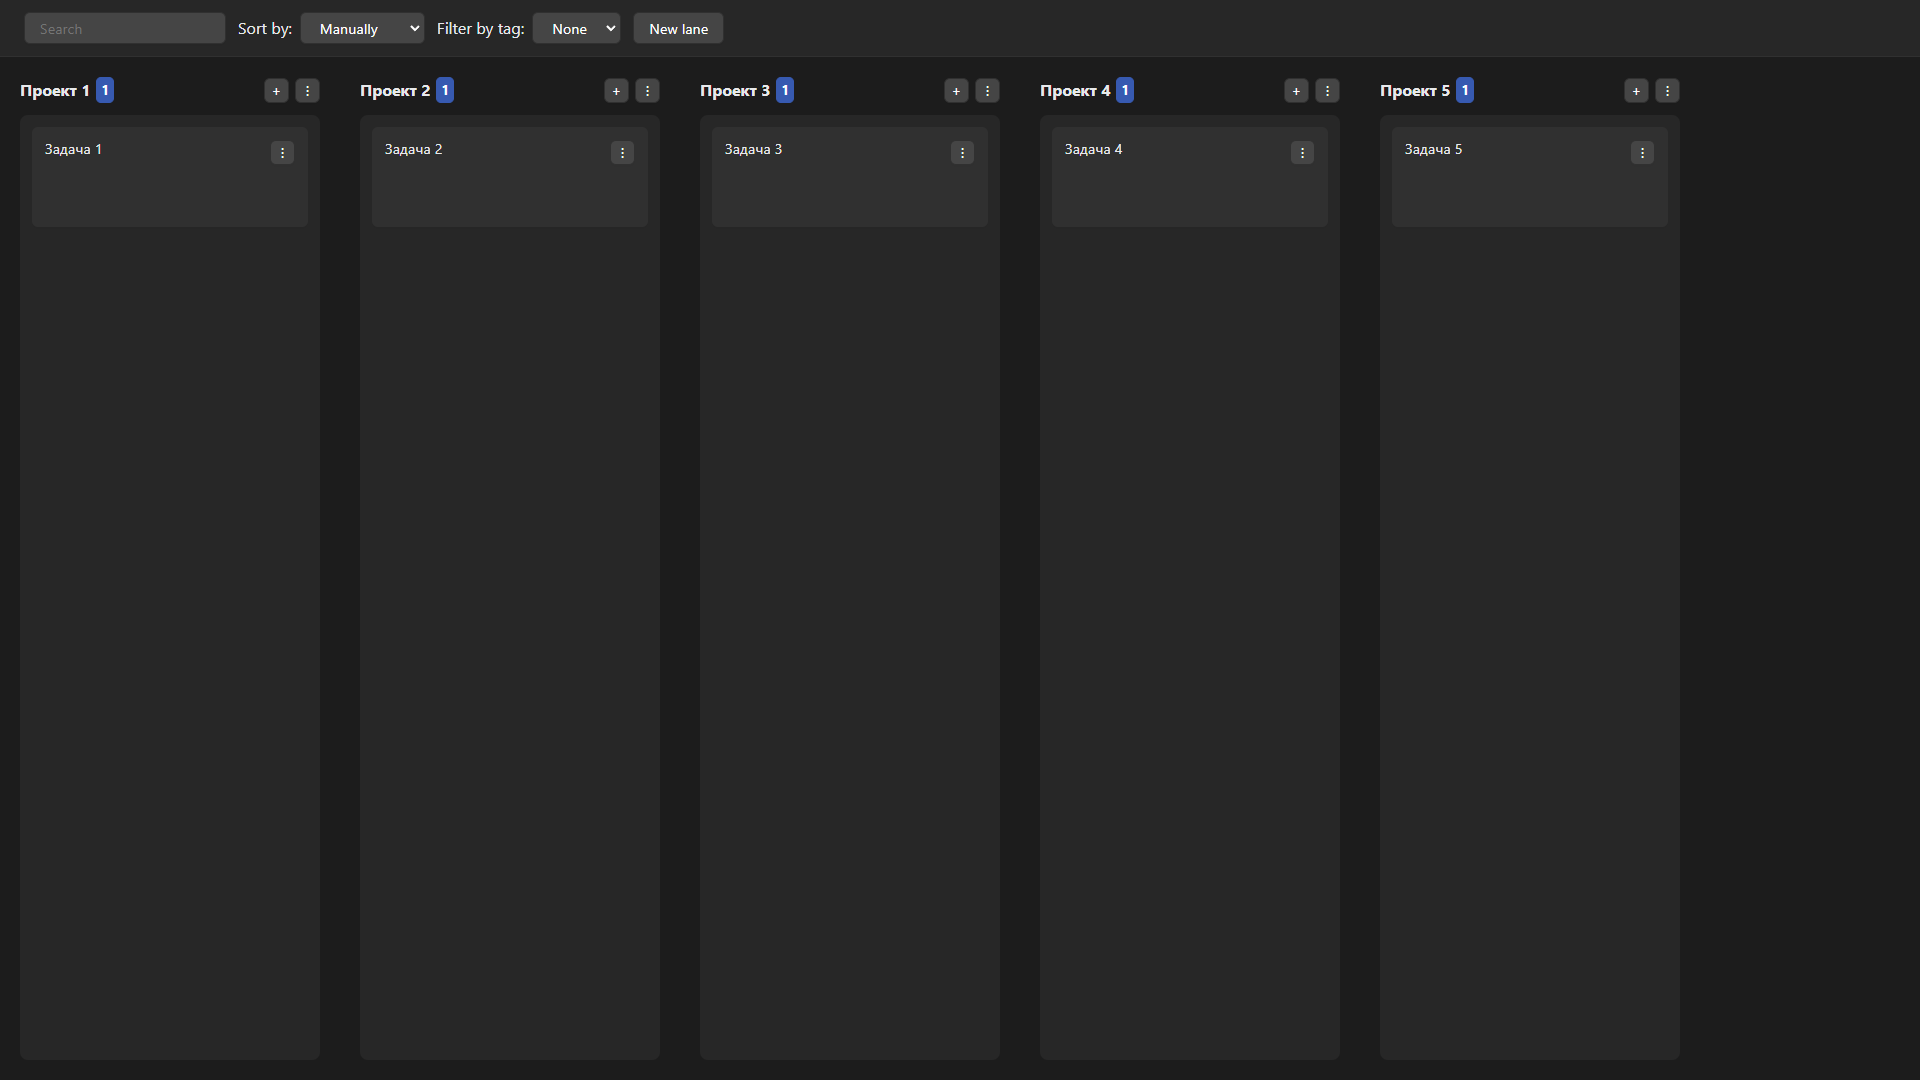 Search Sort by: Manually Filter by tag: None New lane
Проект 1 1 + ⋮ Проект 2 1 + ⋮ Проект 3 1 + ⋮ Проект 4 1 + ⋮ Проект 5 1 + ⋮
Задача 1 ⋮ Задача 2 ⋮ Задача 3 ⋮ Задача 4 ⋮ Задача 5 ⋮